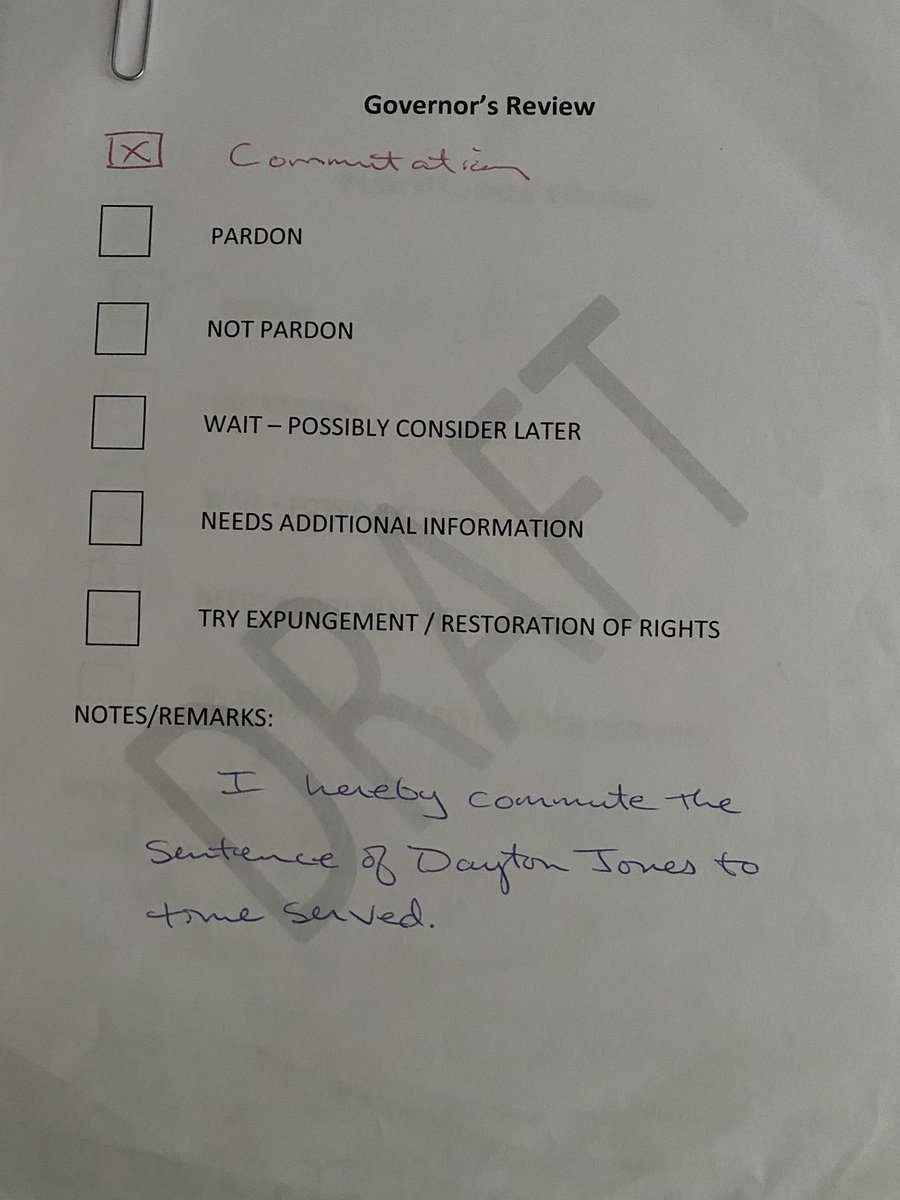 Governor's Review
X Commutation
PARDON
NOT PARDON
WAIT – POSSIBLY CONSIDER LATER
NEEDS ADDITIONAL INFORMATION
TRY EXPUNGEMENT / RESTORATION OF RIGHTS
NOTES/REMARKS:
I hereby commute the
sentence of Dayton Jones to
time served.
DRAFT